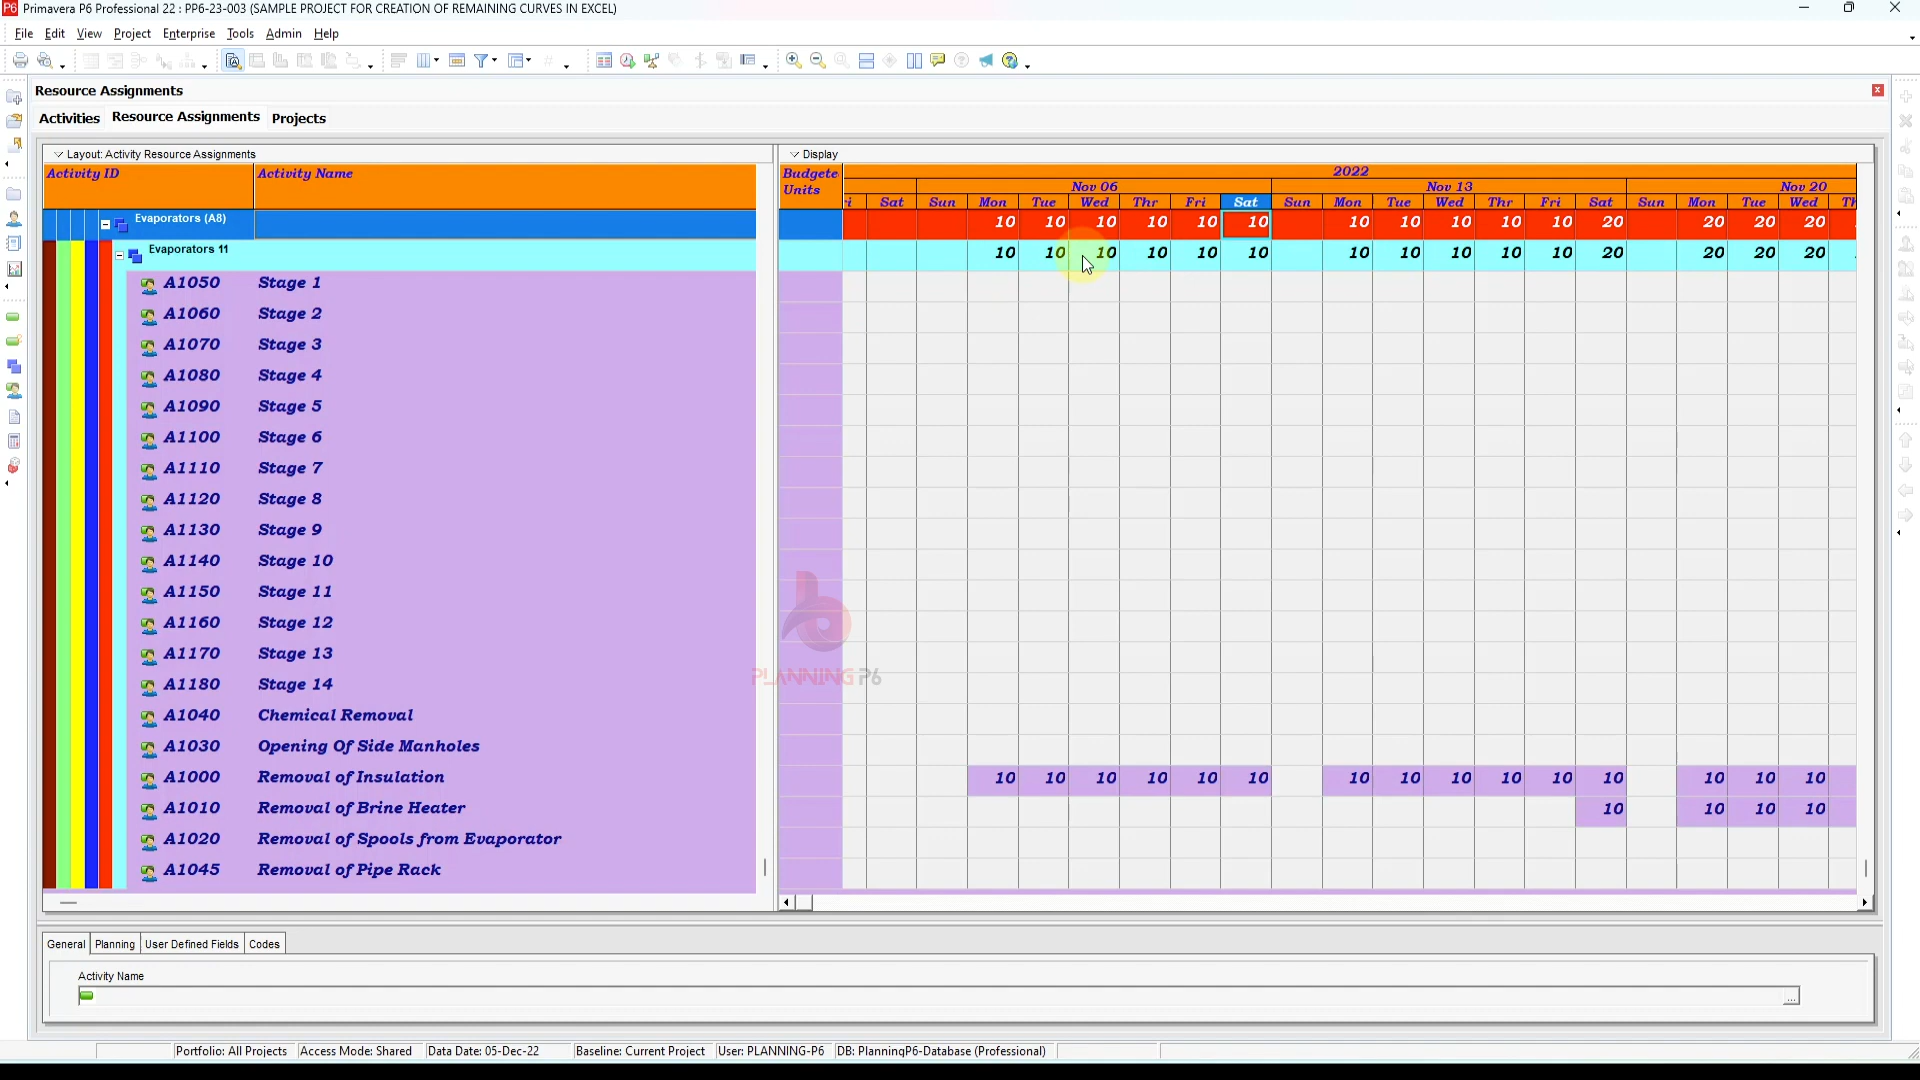 P6 Primavera P6 Professional 22 : PP6-23-003 (SAMPLE PROJECT FOR CREATION OF REMAINING CURVES IN EXCEL)
File Edit View Project Enterprise Tools Admin Help
Resource Assignments
Activities Resource Assignments Projects
Layout: Activity Resource Assignments Display
Activity ID Activity Name Budgete Units 2022
Nov 06 Nov 13 Nov 20
Sat Sun Mon Tue Wed Thr Fri Sat Sun Mon Tue Wed Thr Fri Sat Sun Mon Tue Wed Th
Evaporators (A8) 10 10 10 10 10 10 10 10 10 10 10 20 20 20 20
Evaporators 11 10 10 10 10 10 10 10 10 10 10 10 20 20 20 20
A1050 Stage 1
A1060 Stage 2
A1070 Stage 3
A1080 Stage 4
A1090 Stage 5
A1100 Stage 6
A1110 Stage 7
A1120 Stage 8
A1130 Stage 9
A1140 Stage 10
A1150 Stage 11
A1160 Stage 12
A1170 Stage 13
A1180 Stage 14
PLANNING P6
A1040 Chemical Removal
A1030 Opening Of Side Manholes
A1000 Removal of Insulation 10 10 10 10 10 10 10 10 10 10 10 10 10 10 10
A1010 Removal of Brine Heater 10 10 10 10
A1020 Removal of Spools from Evaporator
A1045 Removal of Pipe Rack
General Planning User Defined Fields Codes
Activity Name
...
Portfolio: All Projects Access Mode: Shared Data Date: 05-Dec-22 Baseline: Current Project User: PLANNING-P6 DB: PlanningP6-Database (Professional)